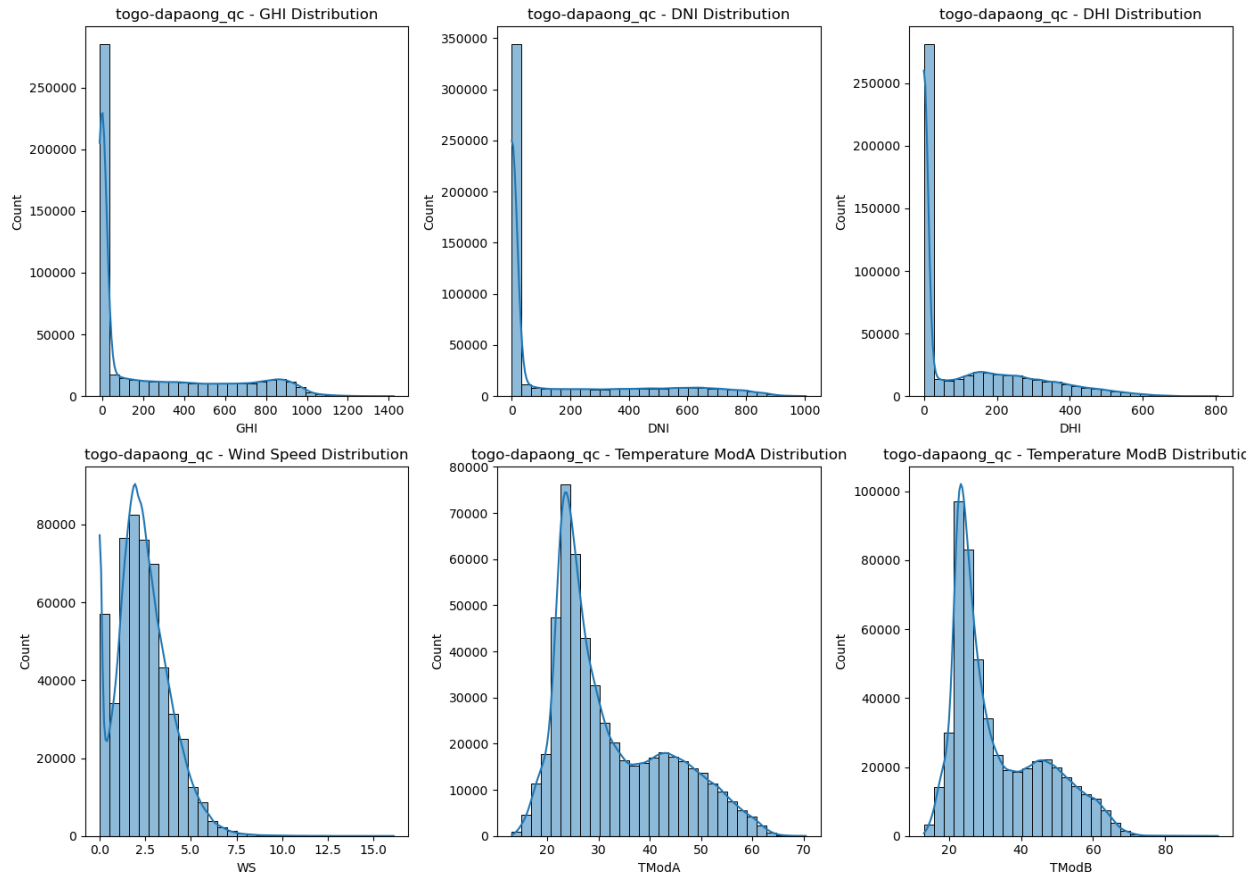 togo-dapaong_qc - GHI Distribution
250000
200000
150000
100000
50000
0
Count
0 200 400 600 800 1000 1200 1400
GHI
togo-dapaong_qc - DNI Distribution
350000
300000
250000
200000
150000
100000
50000
0
Count
0 200 400 600 800 1000
DNI
togo-dapaong_qc - DHI Distribution
250000
200000
150000
100000
50000
0
Count
0 200 400 600 800
DHI
togo-dapaong_qc - Wind Speed Distribution
80000
60000
40000
20000
0
Count
0.0 2.5 5.0 7.5 10.0 12.5 15.0
WS
togo-dapaong_qc - Temperature ModA Distribution
80000
70000
60000
50000
40000
30000
20000
10000
0
Count
20 30 40 50 60 70
TModA
togo-dapaong_qc - Temperature ModB Distributio
100000
80000
60000
40000
20000
0
Count
20 40 60 80
TModB